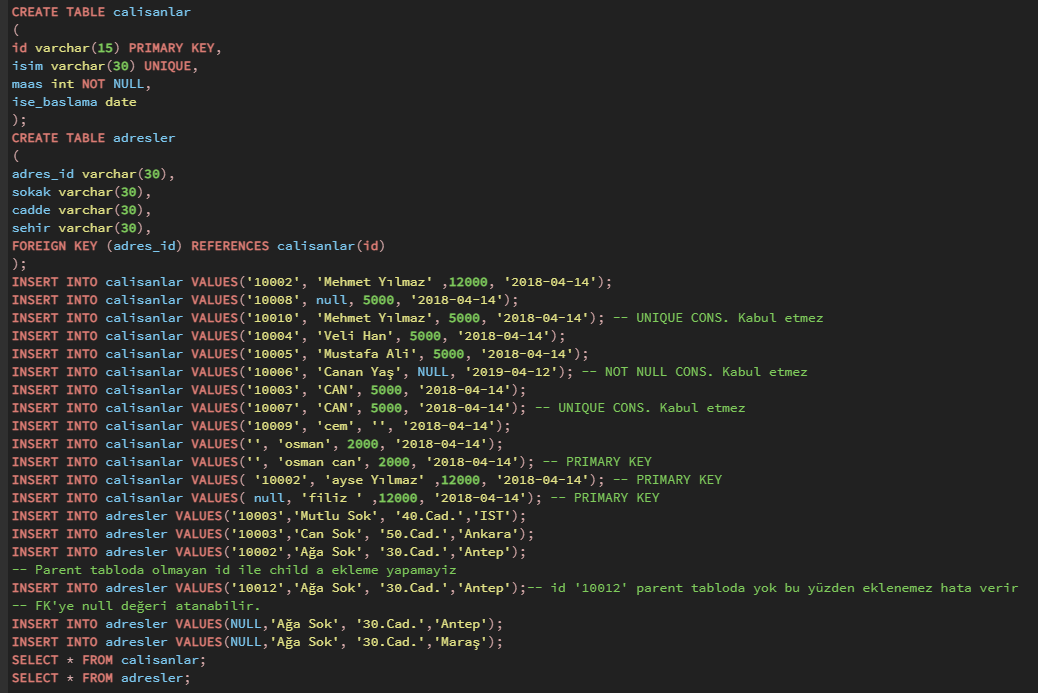 CREATE TABLE calisanlar
(
id varchar(15) PRIMARY KEY,
isim varchar(30) UNIQUE,
maas int NOT NULL,
ise_baslama date
);
CREATE TABLE adresler
(
adres_id varchar(30),
sokak varchar(30),
cadde varchar(30),
sehir varchar(30),
FOREIGN KEY (adres_id) REFERENCES calisanlar(id)
);
INSERT INTO calisanlar VALUES('10002', 'Mehmet Yılmaz' ,12000, '2018-04-14');
INSERT INTO calisanlar VALUES('10008', null, 5000, '2018-04-14');
INSERT INTO calisanlar VALUES('10010', 'Mehmet Yılmaz', 5000, '2018-04-14'); -- UNIQUE CONS. Kabul etmez
INSERT INTO calisanlar VALUES('10004', 'Veli Han', 5000, '2018-04-14');
INSERT INTO calisanlar VALUES('10005', 'Mustafa Ali', 5000, '2018-04-14');
INSERT INTO calisanlar VALUES('10006', 'Canan Yaş', NULL, '2019-04-12'); -- NOT NULL CONS. Kabul etmez
INSERT INTO calisanlar VALUES('10003', 'CAN', 5000, '2018-04-14');
INSERT INTO calisanlar VALUES('10007', 'CAN', 5000, '2018-04-14'); -- UNIQUE CONS. Kabul etmez
INSERT INTO calisanlar VALUES('10009', 'cem', '', '2018-04-14');
INSERT INTO calisanlar VALUES('', 'osman', 2000, '2018-04-14');
INSERT INTO calisanlar VALUES('', 'osman can', 2000, '2018-04-14'); -- PRIMARY KEY
INSERT INTO calisanlar VALUES( '10002', 'ayse Yılmaz' ,12000, '2018-04-14'); -- PRIMARY KEY
INSERT INTO calisanlar VALUES( null, 'filiz ' ,12000, '2018-04-14'); -- PRIMARY KEY
INSERT INTO adresler VALUES('10003','Mutlu Sok', '40.Cad.','IST');
INSERT INTO adresler VALUES('10003','Can Sok', '50.Cad.','Ankara');
INSERT INTO adresler VALUES('10002','Ağa Sok', '30.Cad.','Antep');
-- Parent tabloda olmayan id ile child a ekleme yapamayiz
INSERT INTO adresler VALUES('10012','Ağa Sok', '30.Cad.','Antep');-- id '10012' parent tabloda yok bu yüzden eklenemez hata verir
-- FK'ye null değeri atanabilir.
INSERT INTO adresler VALUES(NULL,'Ağa Sok', '30.Cad.','Antep');
INSERT INTO adresler VALUES(NULL,'Ağa Sok', '30.Cad.','Maraş');
SELECT * FROM calisanlar;
SELECT * FROM adresler;